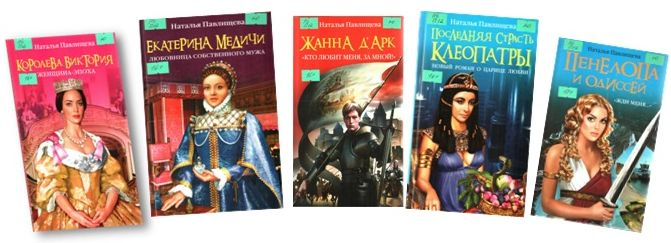 Наталья Павлищева
Королева Виктория
Женщина-эпоха
Наталья Павлищева
Екатерина Медичи
Любовница собственного мужа
Наталья Павлищева
Жанна д'Арк
«Кто любит меня, за мной!»
Наталья Павлищева
Последняя страсть
Клеопатры
Новый роман о Царице любви
Наталья Павлищева
Пенелопа
и Одиссей
«Жди меня...»